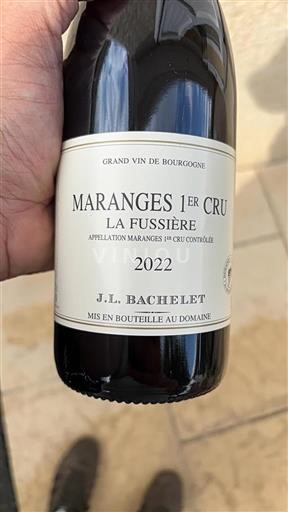 GRAND VIN DE BOURGOGNE
MARANGES 1ER CRU
LA FUSSIÈRE
APPELLATION MARANGES 1ER CRU CONTRÔLÉE
VINIOU
2022
J.L. BACHELET
MIS EN BOUTEILLE AU DOMAINE